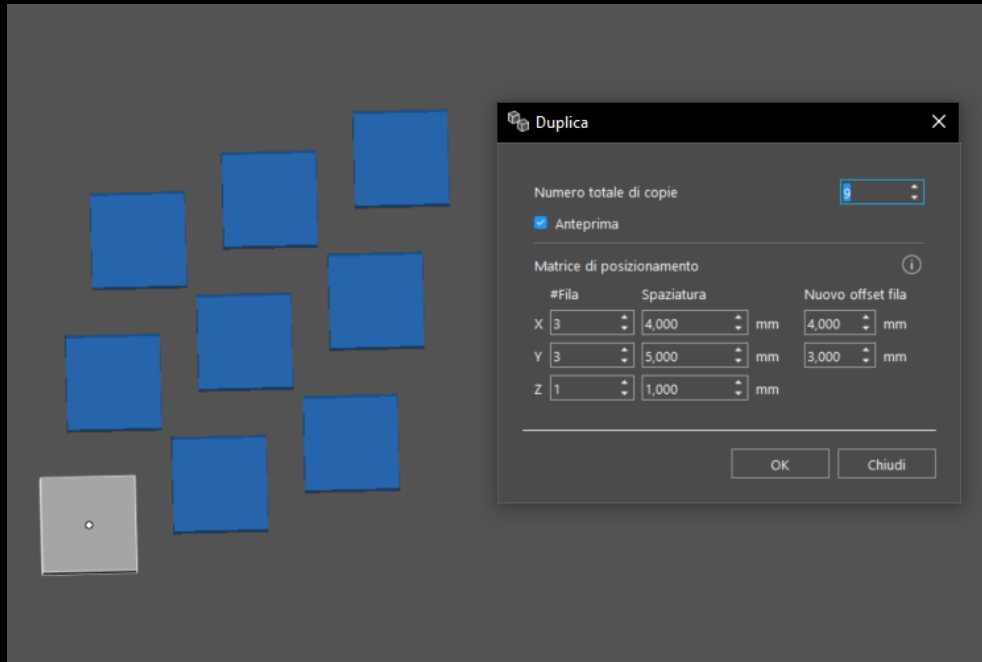 Duplica
Numero totale di copie 9
Anteprima
Matrice di posizionamento
#Fila Spaziatura Nuovo offset fila
X 3 4,000 mm 4,000 mm
Y 3 5,000 mm 3,000 mm
Z 1 1,000 mm
OK Chiudi